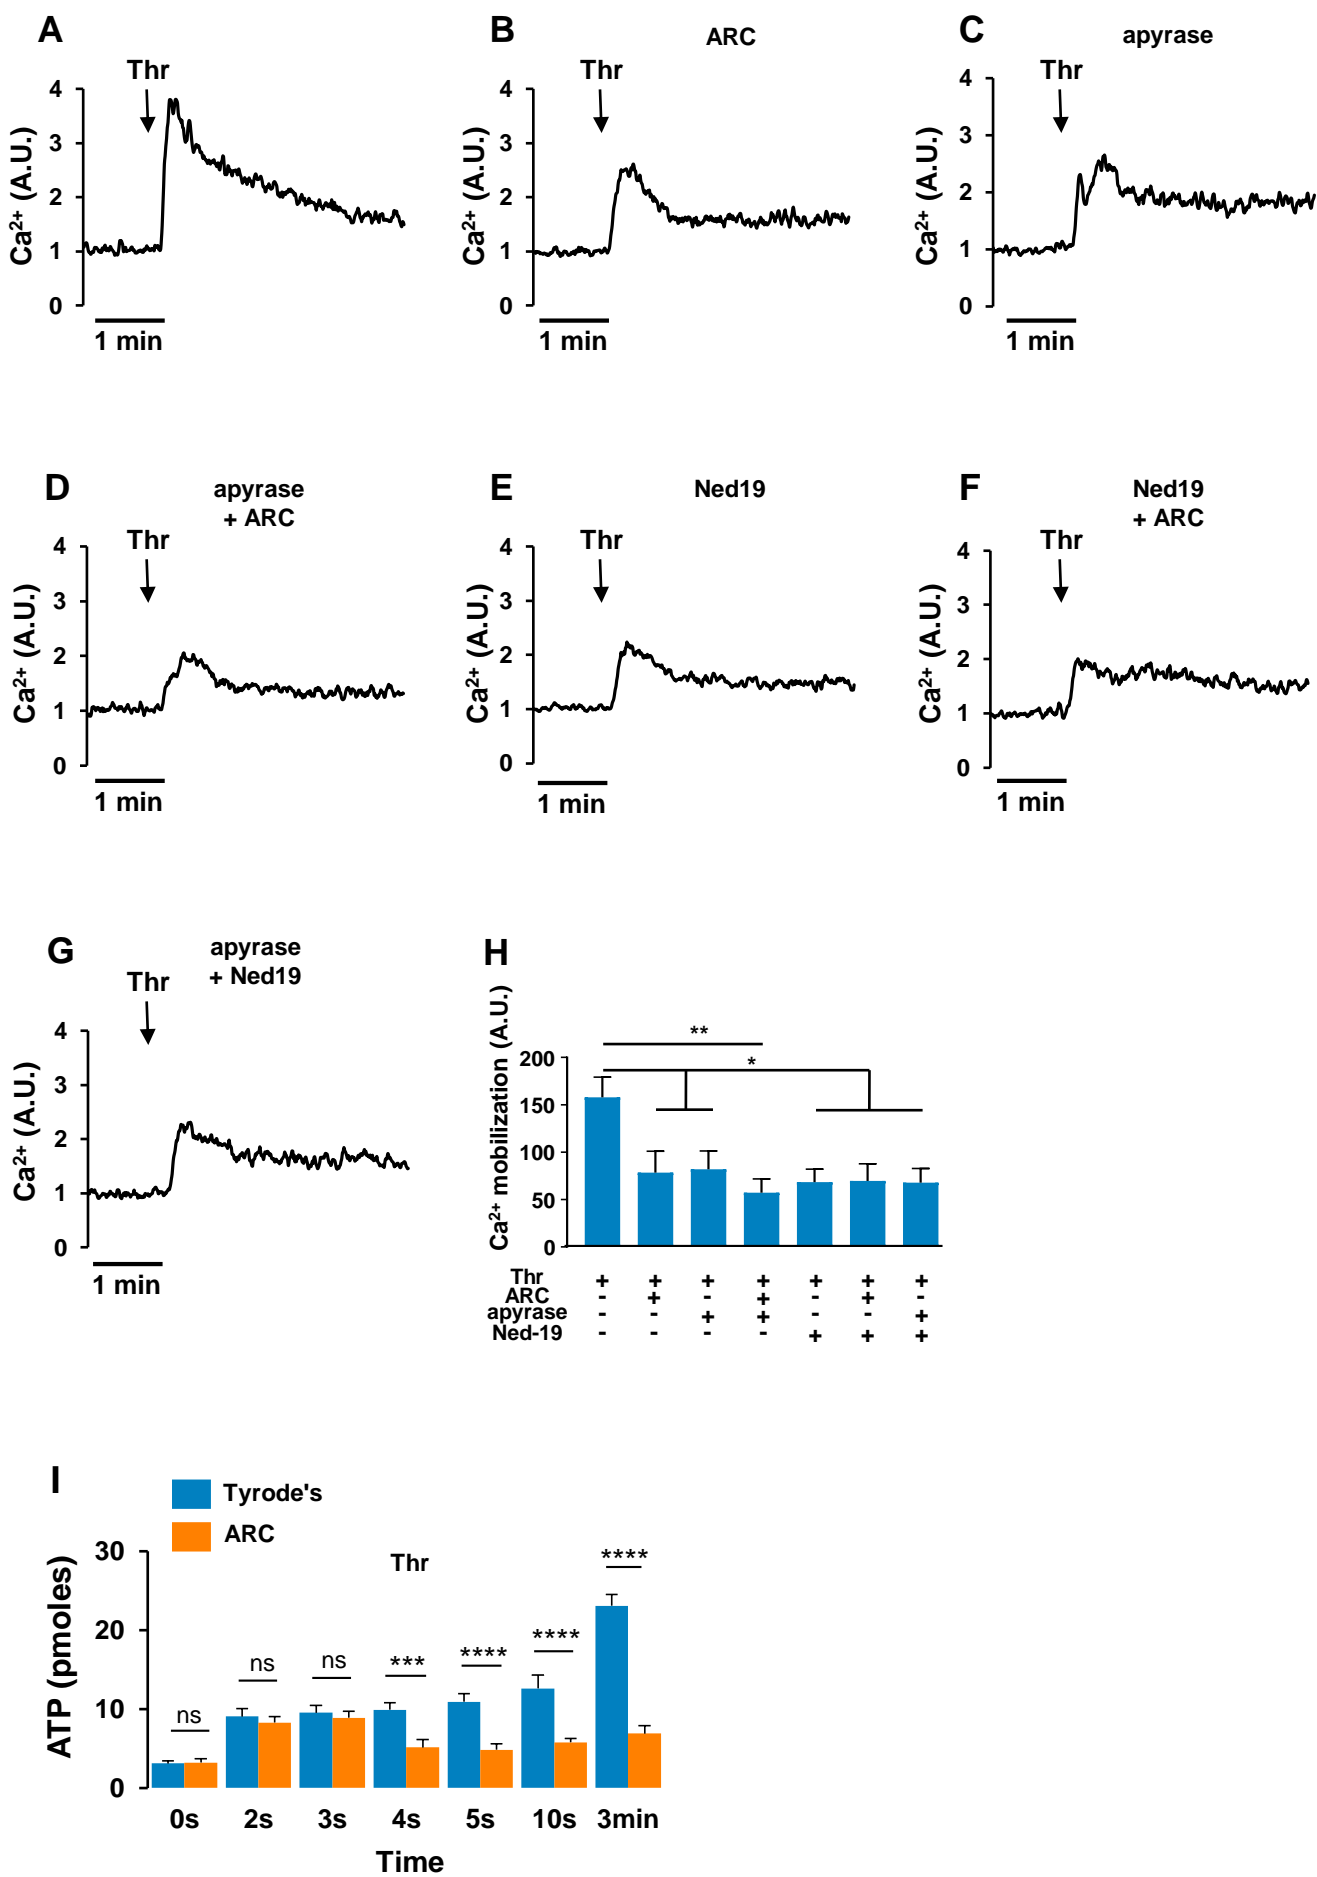 A
Thr
Ca²⁺ (A.U.)
4
3
2
1
0
1 min
B
ARC
Thr
Ca²⁺ (A.U.)
4
3
2
1
0
1 min
C
apyrase
Thr
Ca²⁺ (A.U.)
4
3
2
1
0
1 min
D
apyrase
+ ARC
Thr
Ca²⁺ (A.U.)
4
3
2
1
0
1 min
E
Ned19
Thr
Ca²⁺ (A.U.)
4
3
2
1
0
1 min
F
Ned19
+ ARC
Thr
Ca²⁺ (A.U.)
4
3
2
1
0
1 min
G
apyrase
+ Ned19
Thr
Ca²⁺ (A.U.)
4
3
2
1
0
1 min
H
Ca²⁺ mobilization (A.U.)
**
*
200
150
100
50
0
Thr + + + + + + +
ARC - + - + - + -
apyrase - - + + - - +
Ned-19 - - - - + + +
I
Tyrode's
ARC
Thr
ATP (pmoles)
30
20
10
0
ns ns ns *** **** **** ****
0s 2s 3s 4s 5s 10s 3min
Time